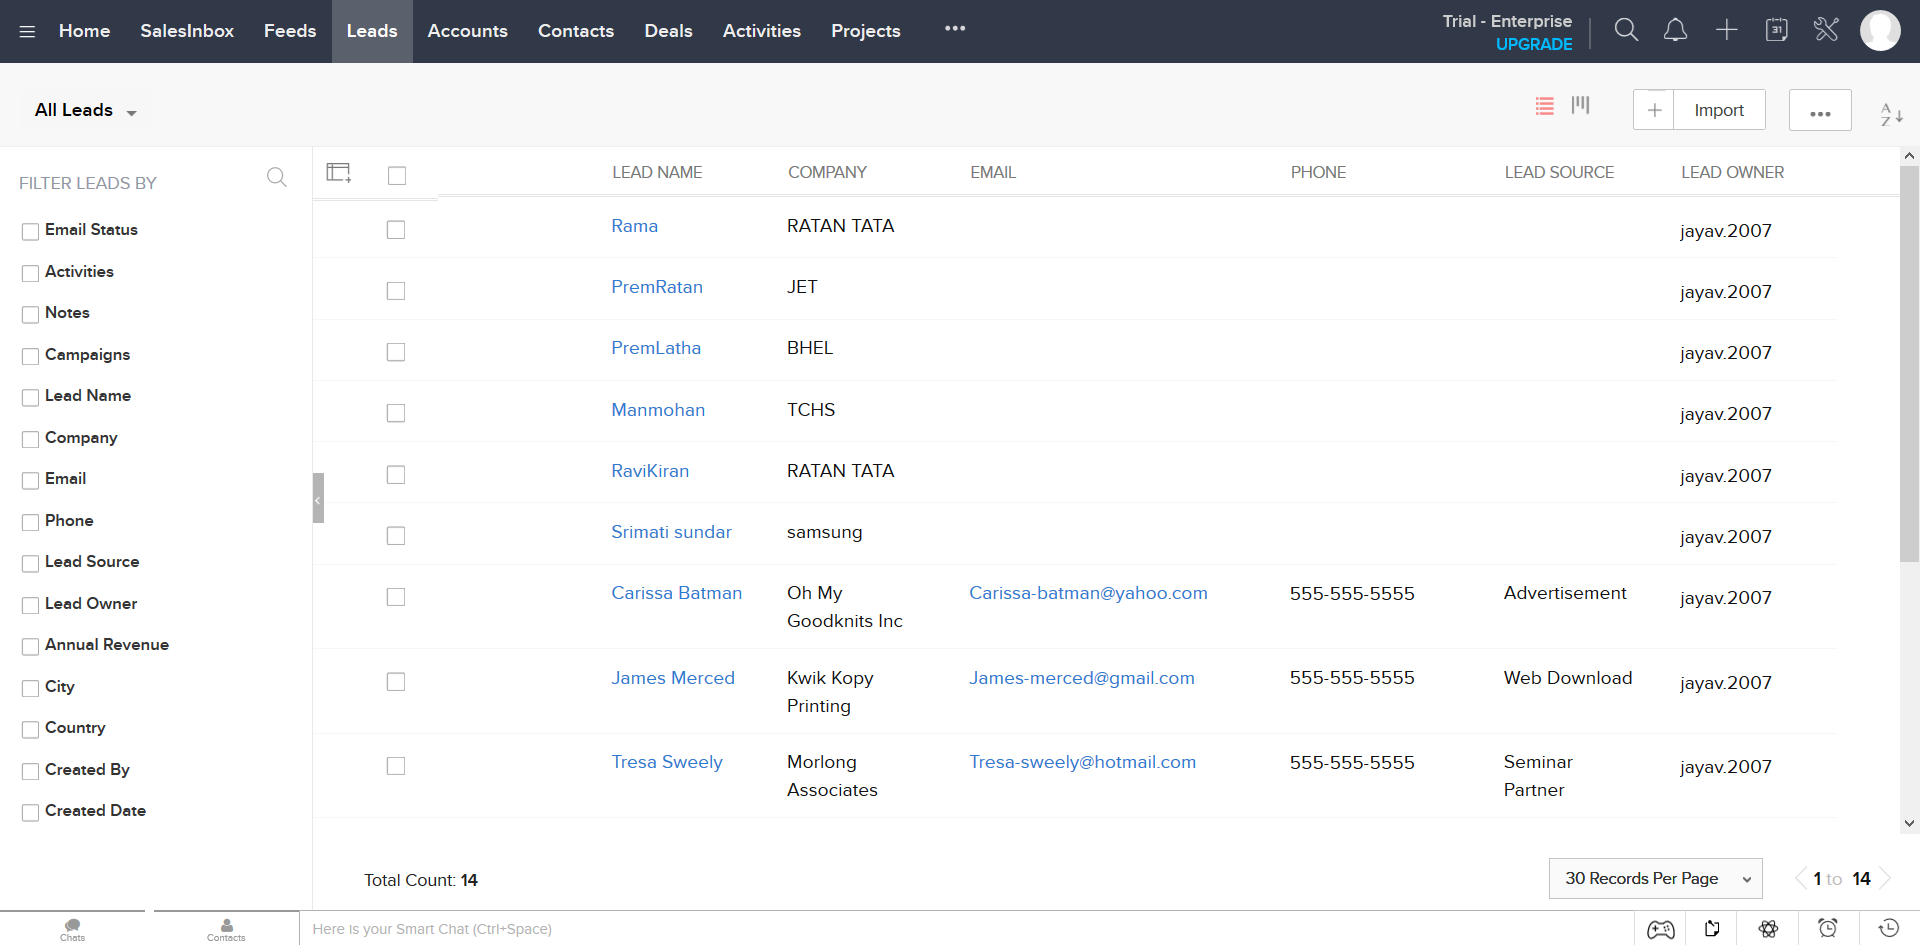 Home SalesInbox Feeds Leads Accounts Contacts Deals Activities Projects ••• Trial - Enterprise
UPGRADE
31
All Leads
+ Import ••• A
Z
FILTER LEADS BY
Email Status
Activities
Notes
Campaigns
Lead Name
Company
Email
Phone
Lead Source
Lead Owner
Annual Revenue
City
Country
Created By
Created Date
LEAD NAME COMPANY EMAIL PHONE LEAD SOURCE LEAD OWNER
Rama RATAN TATA jayav.2007
PremRatan JET jayav.2007
PremLatha BHEL jayav.2007
Manmohan TCHS jayav.2007
RaviKiran RATAN TATA jayav.2007
Srimati sundar samsung jayav.2007
Carissa Batman Oh My Carissa-batman@yahoo.com 555-555-5555 Advertisement jayav.2007
Goodknits Inc
James Merced Kwik Kopy James-merced@gmail.com 555-555-5555 Web Download jayav.2007
Printing
Tresa Sweely Morlong Tresa-sweely@hotmail.com 555-555-5555 Seminar jayav.2007
Associates Partner
Total Count: 14 30 Records Per Page 1 to 14
Chats Contacts Here is your Smart Chat (Ctrl+Space)